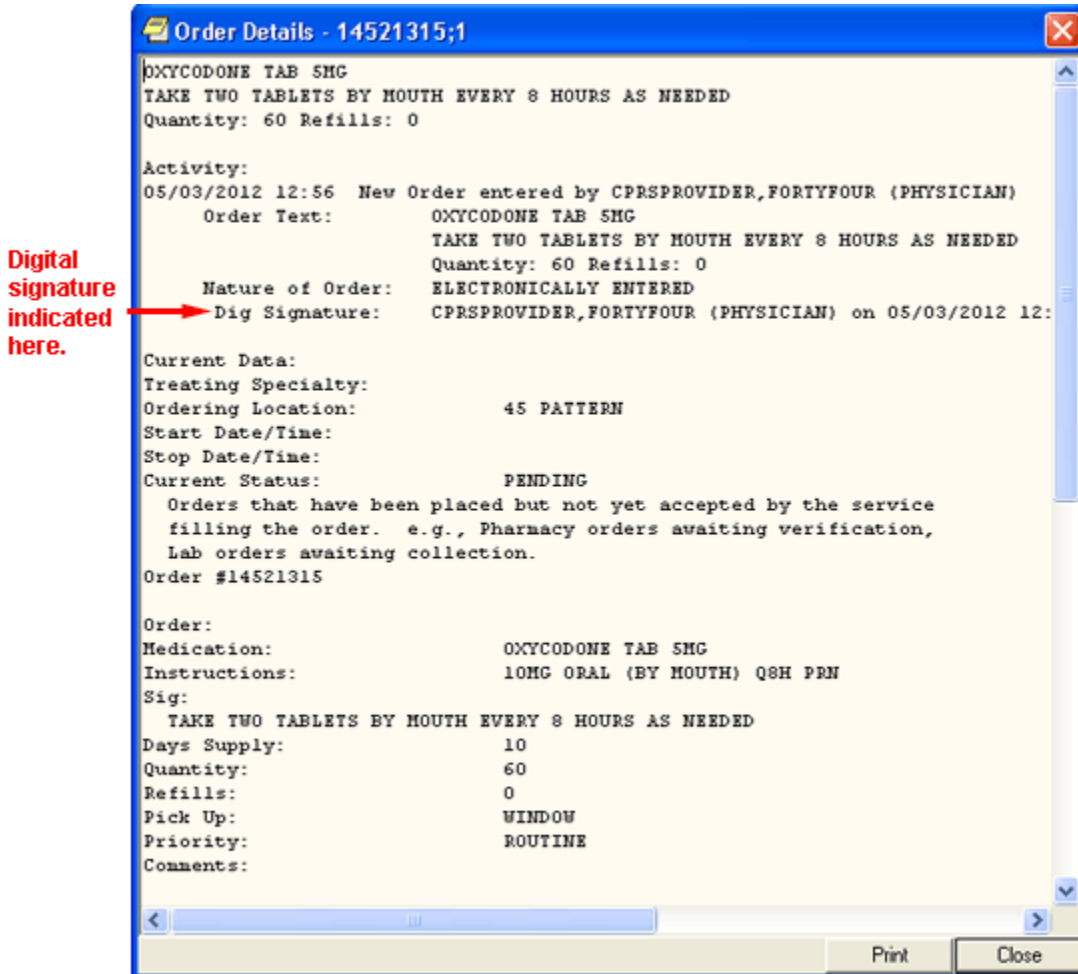 Order Details - 14521315;1
OXYCODONE TAB 5MG
TAKE TWO TABLETS BY MOUTH EVERY 8 HOURS AS NEEDED
Quantity: 60 Refills: 0
Activity:
05/03/2012 12:56 New Order entered by CPRSPROVIDER,FORTYFOUR (PHYSICIAN)
Order Text: OXYCODONE TAB 5MG
TAKE TWO TABLETS BY MOUTH EVERY 8 HOURS AS NEEDED
Quantity: 60 Refills: 0
Nature of Order: ELECTRONICALLY ENTERED
Dig Signature: CPRSPROVIDER,FORTYFOUR (PHYSICIAN) on 05/03/2012 12:
Digital
signature
indicated
here.
Current Data:
Treating Specialty:
Ordering Location: 45 PATTERN
Start Date/Time:
Stop Date/Time:
Current Status: PENDING
Orders that have been placed but not yet accepted by the service
filling the order. e.g., Pharmacy orders awaiting verification,
Lab orders awaiting collection.
Order #14521315
Order:
Medication: OXYCODONE TAB 5MG
Instructions: 10MG ORAL (BY MOUTH) Q8H PRN
Sig:
TAKE TWO TABLETS BY MOUTH EVERY 8 HOURS AS NEEDED
Days Supply: 10
Quantity: 60
Refills: 0
Pick Up: WINDOW
Priority: ROUTINE
Comments:
Print Close